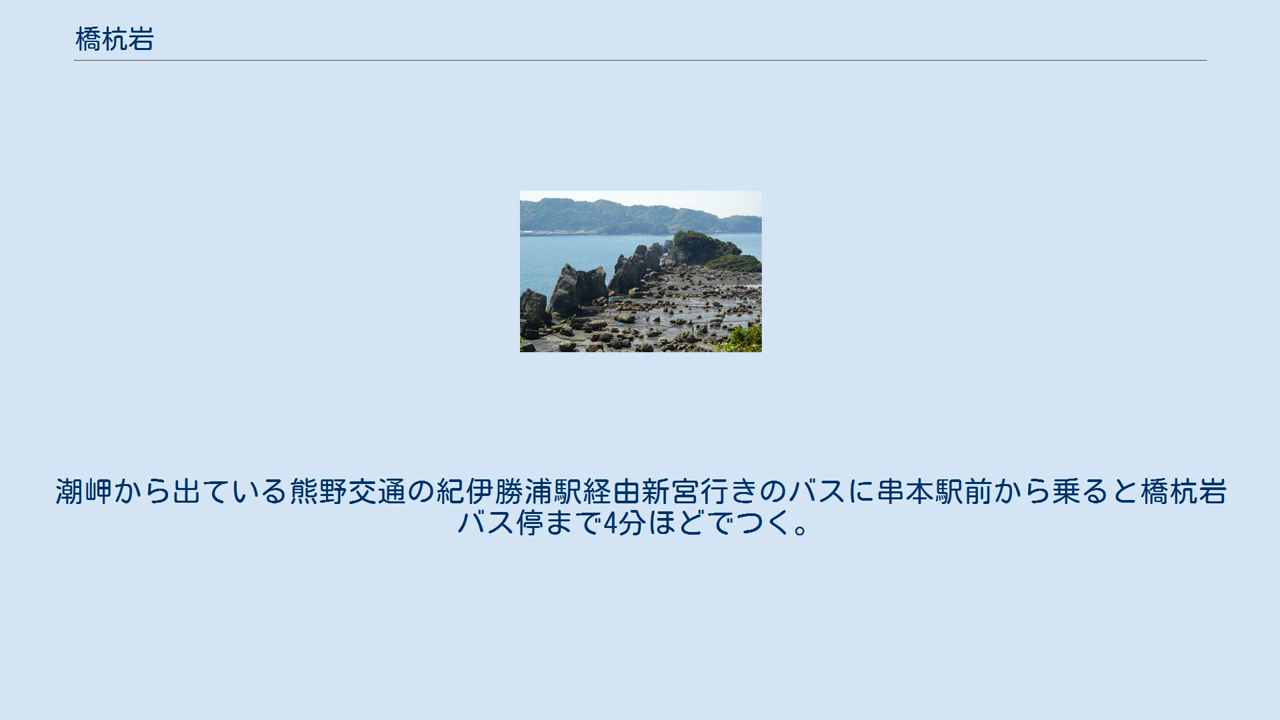 橋杭岩
潮岬から出ている熊野交通の紀伊勝浦駅経由新宮行きのバスに串本駅前から乗ると橋杭岩
バス停まで4分ほどでつく。